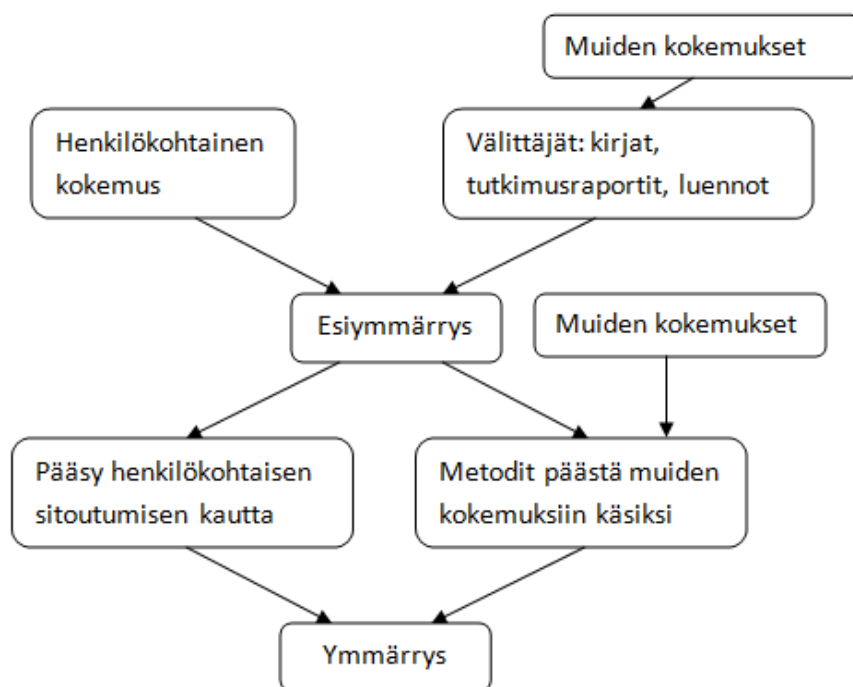 Muiden kokemukset
Henkilökohtainen
kokemus
Välittäjät: kirjat,
tutkimusraportit, luennot
Esiymmärrys
Muiden kokemukset
Pääsy henkilökohtaisen
sitoutumisen kautta
Metodit päästä muiden
kokemuksiin käsiksi
Ymmärrys